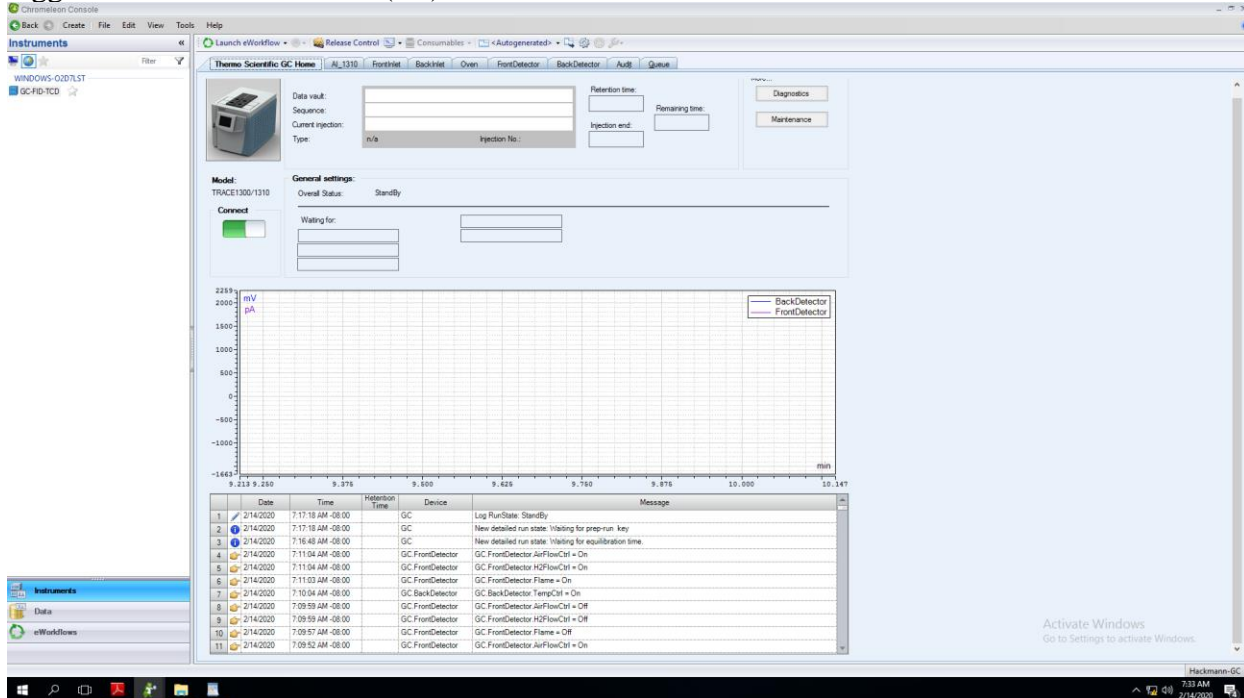 Chromeleon Console
Back Create File Edit View Tools Help
Instruments «
Launch eWorkflow Release Control Consumables <Autogenerated>
Filter
Thermo Scientific GC Home AI_1310 FrontInlet BackInlet Oven FrontDetector BackDetector Audit Queue
WINDOWS-O2D7LST
GC-FID-TCD
Data vault:
Retention time:
Diagnostics
Sequence:
Remaining time:
Current injection:
Injection end:
Maintenance
Type: n/a Injection No.:
Model:
TRACE1300/1310
General settings:
Overall Status: StandBy
Connect
Waiting for:
2259
2000
1500
1000
500
0
-500
-1000
-1663
mV
pA
BackDetector
FrontDetector
min
9.213 9.250 9.375 9.500 9.625 9.750 9.875 10.000 10.147
Date Time Retention Time Device Message
1 2/14/2020 7:17:18 AM -08:00 GC Log RunState: StandBy
2 2/14/2020 7:17:18 AM -08:00 GC New detailed run state: Waiting for prep-run key
3 2/14/2020 7:16:48 AM -08:00 GC New detailed run state: Waiting for equilibration time.
4 2/14/2020 7:11:04 AM -08:00 GC.FrontDetector GC.FrontDetector.AirFlowCtrl = On
5 2/14/2020 7:11:04 AM -08:00 GC.FrontDetector GC.FrontDetector.H2FlowCtrl = On
6 2/14/2020 7:11:03 AM -08:00 GC.FrontDetector GC.FrontDetector.Flame = On
7 2/14/2020 7:10:04 AM -08:00 GC.BackDetector GC.BackDetector.TempCtrl = On
8 2/14/2020 7:09:59 AM -08:00 GC.FrontDetector GC.FrontDetector.AirFlowCtrl = Off
9 2/14/2020 7:09:59 AM -08:00 GC.FrontDetector GC.FrontDetector.H2FlowCtrl = Off
10 2/14/2020 7:09:57 AM -08:00 GC.FrontDetector GC.FrontDetector.Flame = Off
11 2/14/2020 7:09:52 AM -08:00 GC.FrontDetector GC.FrontDetector.AirFlowCtrl = On
Instruments
Data
eWorkflows
Activate Windows
Go to Settings to activate Windows.
Hackmann-GC
7:33 AM
2/14/2020